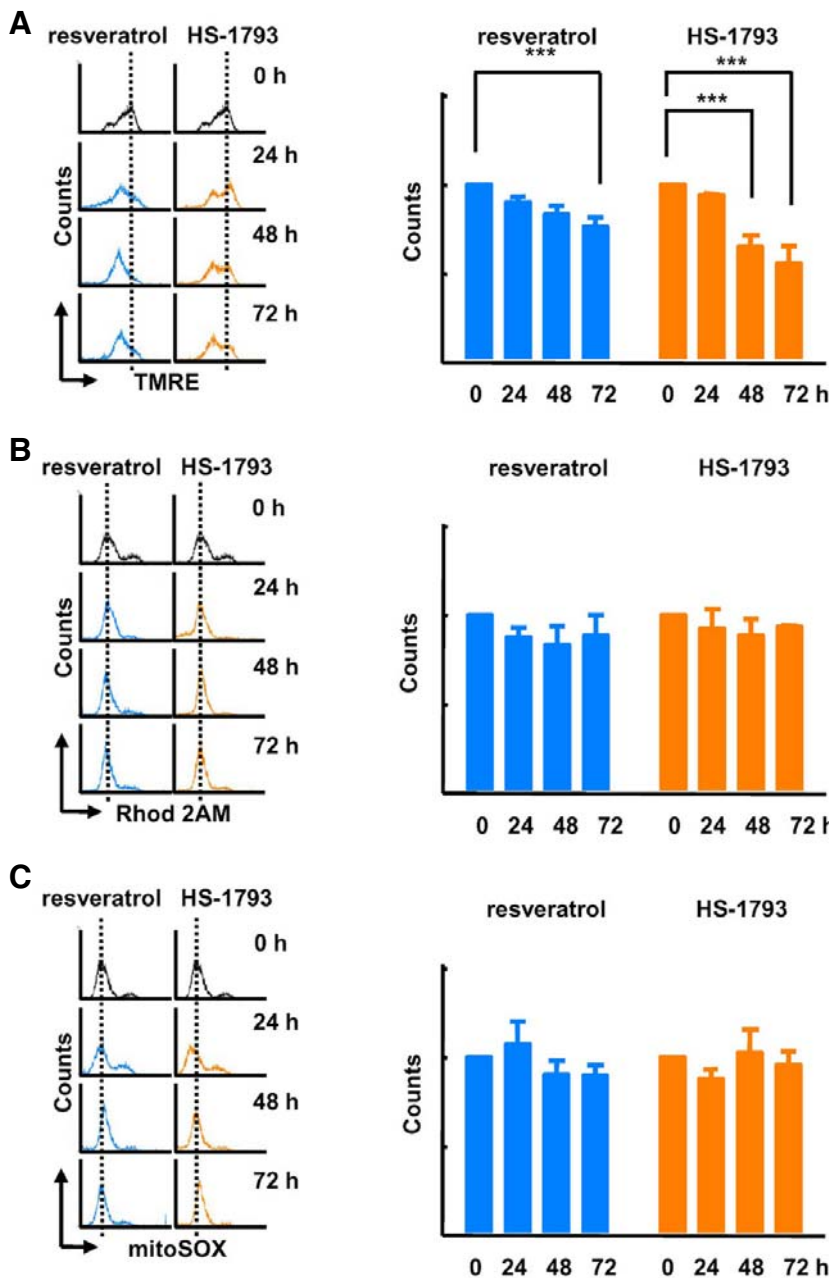 A
resveratrol HS-1793
0 h
24 h
48 h
72 h
Counts
TMRE
resveratrol HS-1793
*** *** ***
Counts
0 24 48 72 0 24 48 72 h
B
resveratrol HS-1793
0 h
24 h
48 h
72 h
Counts
Rhod 2AM
resveratrol HS-1793
Counts
0 24 48 72 0 24 48 72 h
C
resveratrol HS-1793
0 h
24 h
48 h
72 h
Counts
mitoSOX
resveratrol HS-1793
Counts
0 24 48 72 0 24 48 72 h